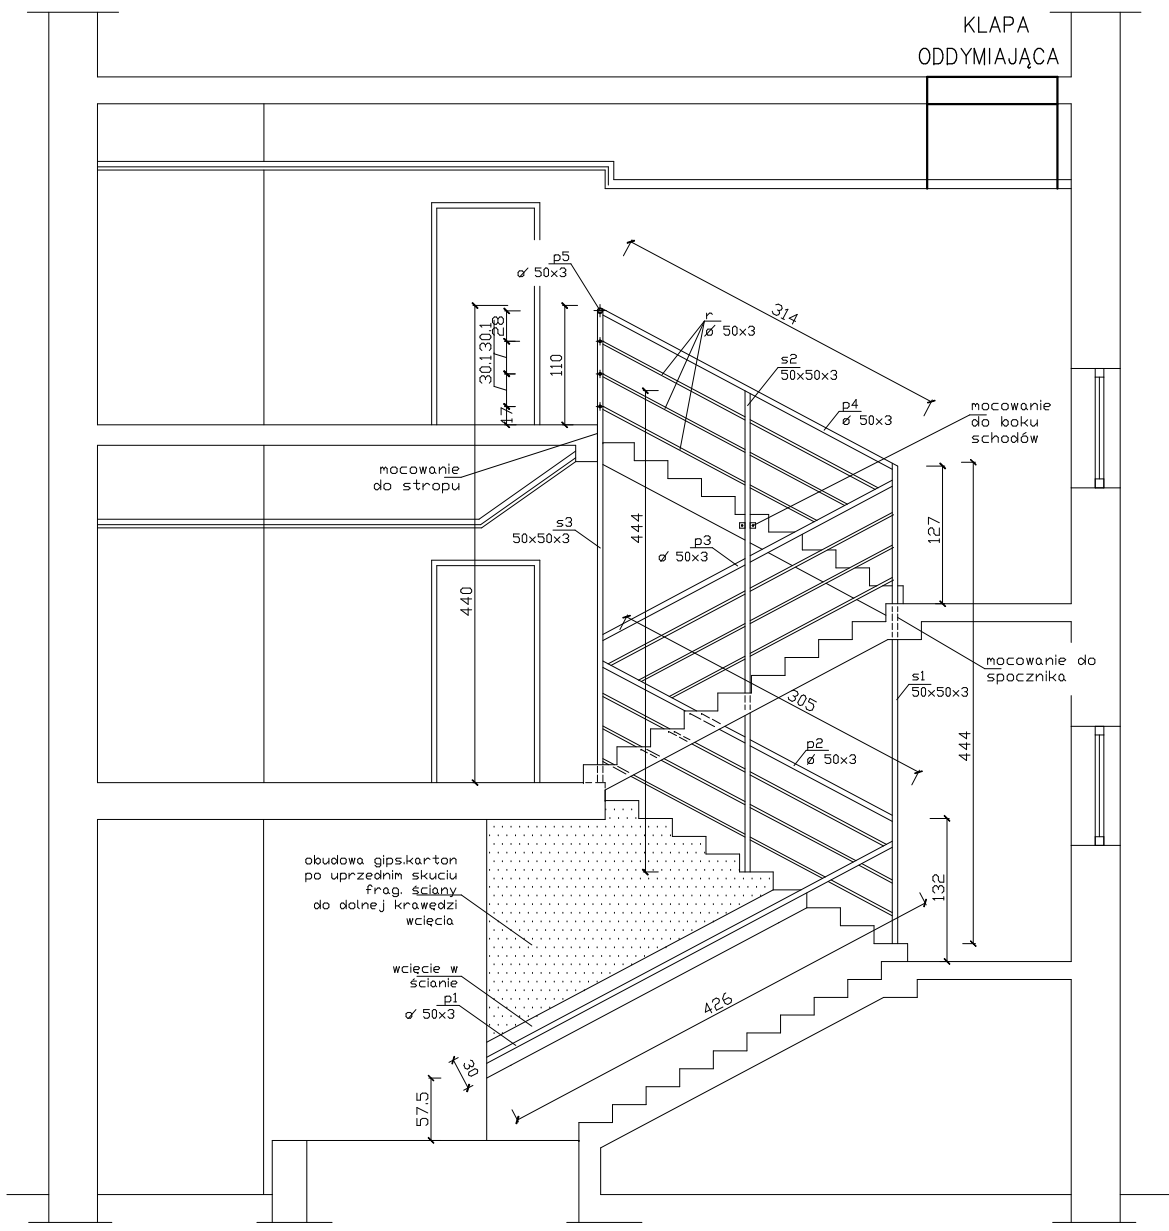 KLAPA
ODDYMIAJĄCA
p5
ø 50x3
314
r
ø 50x3
28
30.1
30.1
17
110
s2
50x50x3
p4
ø 50x3
mocowanie
do boku
schodów
mocowanie
do stropu
s3
50x50x3
444
p3
ø 50x3
127
440
mocowanie do
spocznika
s1
50x50x3
305
444
p2
ø 50x3
obudowa gips.karton
po uprzednim skuciu
frag. ściany
do dolnej krawędzi
wcięcia
132
wcięcie w
ścianie
p1
ø 50x3
426
30
57.5